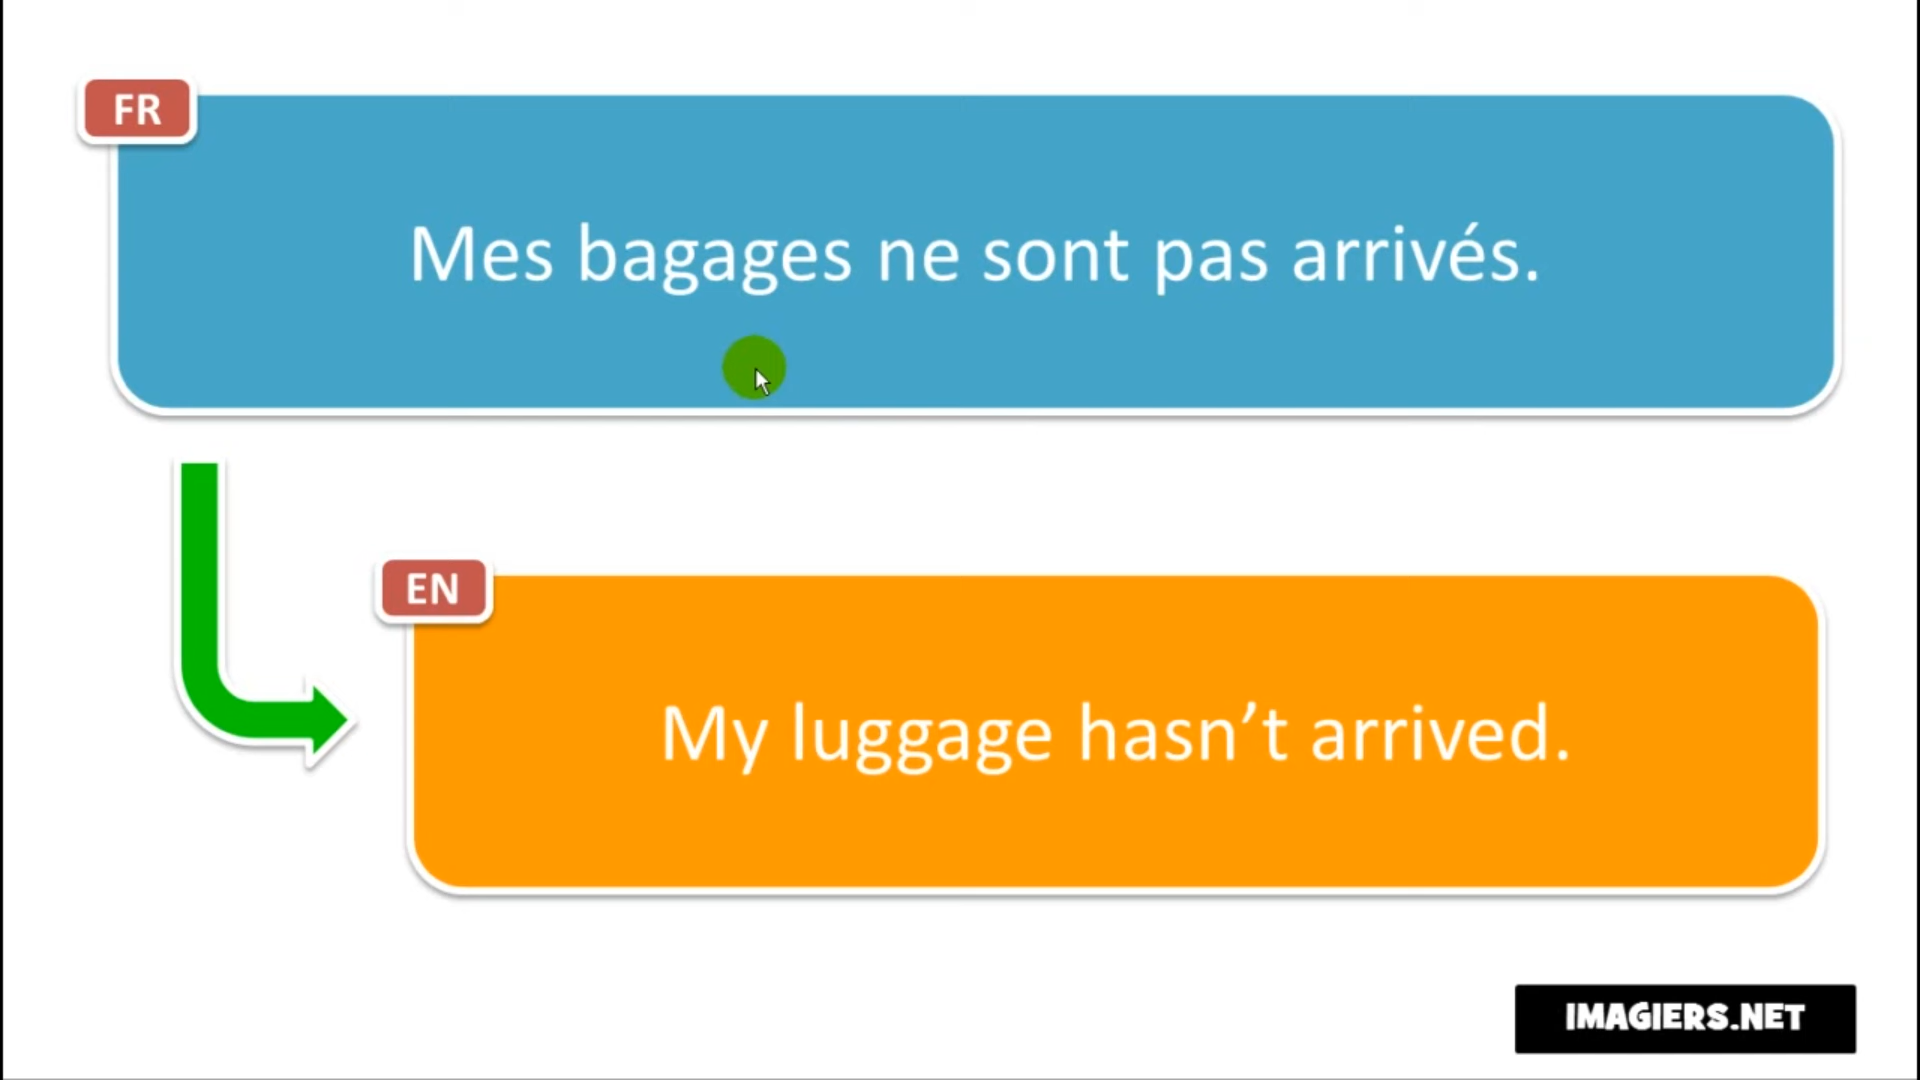 FR
Mes bagages ne sont pas arrivés.
EN
My luggage hasn’t arrived.
IMAGIERS.NET